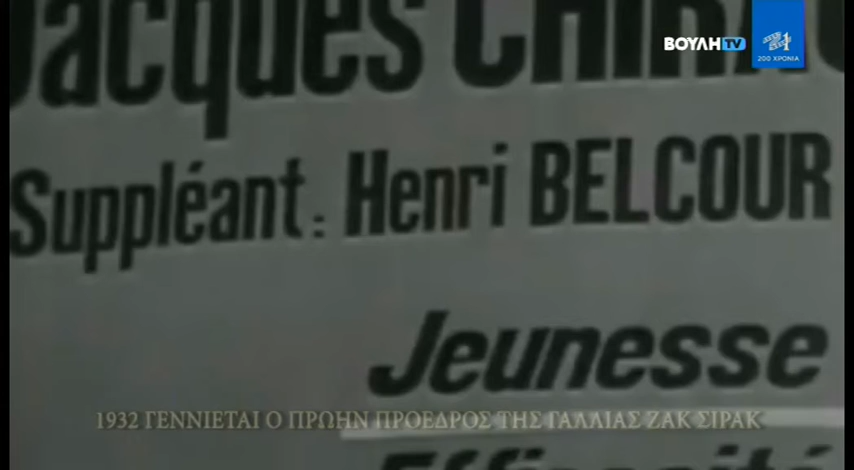 ΒΟΥΛΗ TV
200 ΧΡΟΝΙΑ
Jacques CHIRAC
Suppléant: Henri BELCOUR
Jeunesse
1932 ΓΕΝΝΙΕΤΑΙ Ο ΠΡΩΗΝ ΠΡΟΕΔΡΟΣ ΤΗΣ ΓΑΛΛΙΑΣ ΖΑΚ ΣΙΡΑΚ